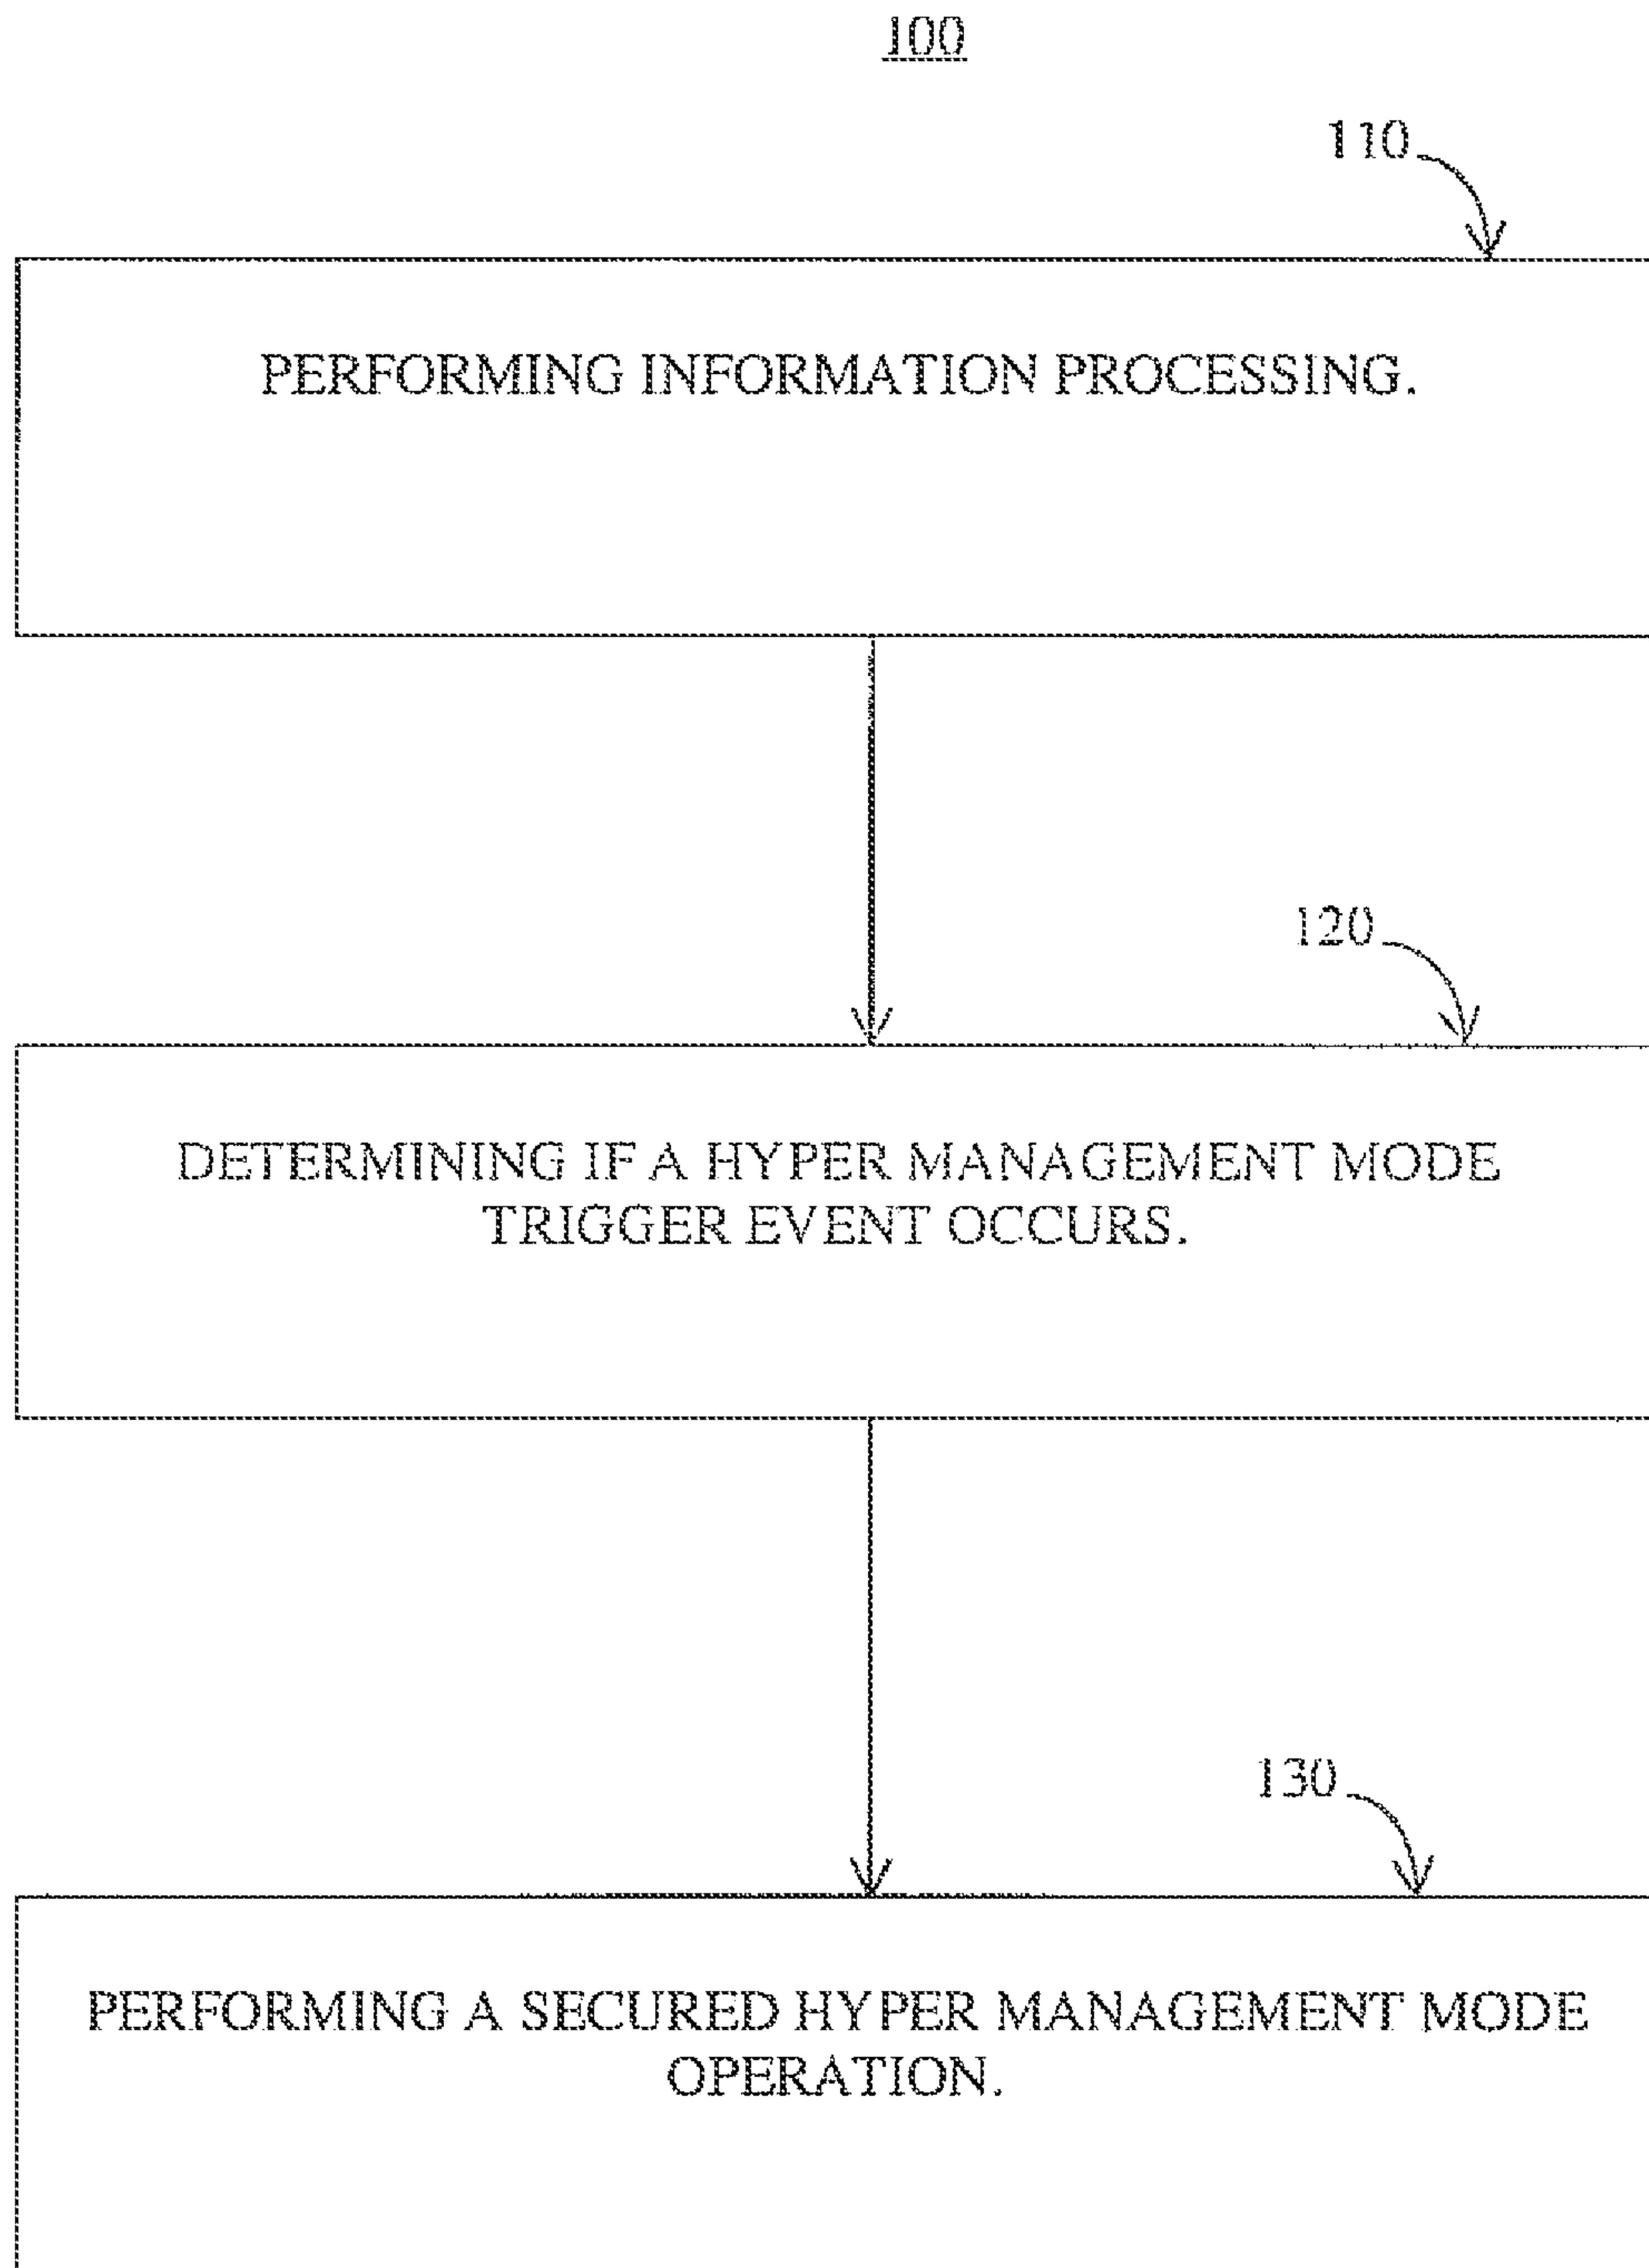 100
110
PERFORMING INFORMATION PROCESSING.
120
DETERMINING IF A HYPER MANAGEMENT MODE
TRIGGER EVENT OCCURS.
130
PERFORMING A SECURED HYPER MANAGEMENT MODE
OPERATION.